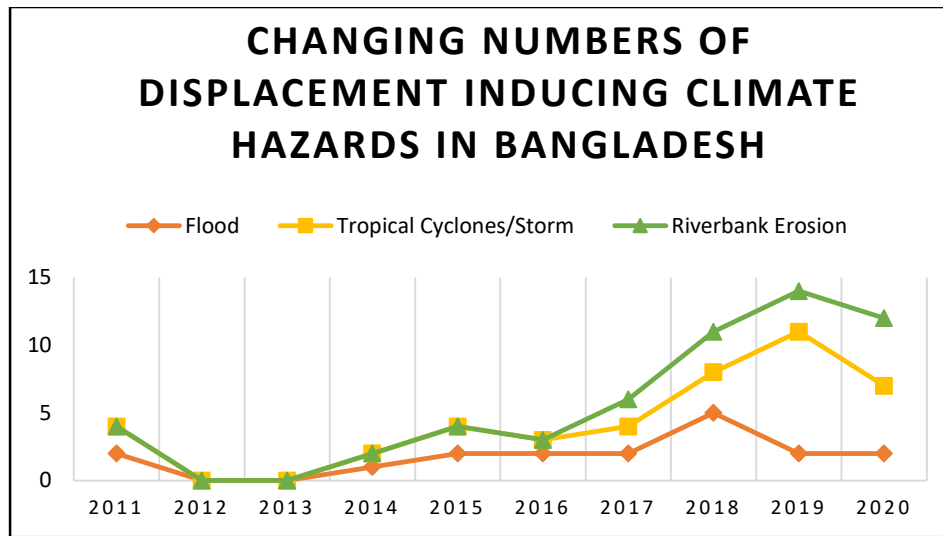 CHANGING NUMBERS OF
DISPLACEMENT INDUCING CLIMATE
HAZARDS IN BANGLADESH
Flood Tropical Cyclones/Storm Riverbank Erosion
15
10
5
0
2011 2012 2013 2014 2015 2016 2017 2018 2019 2020